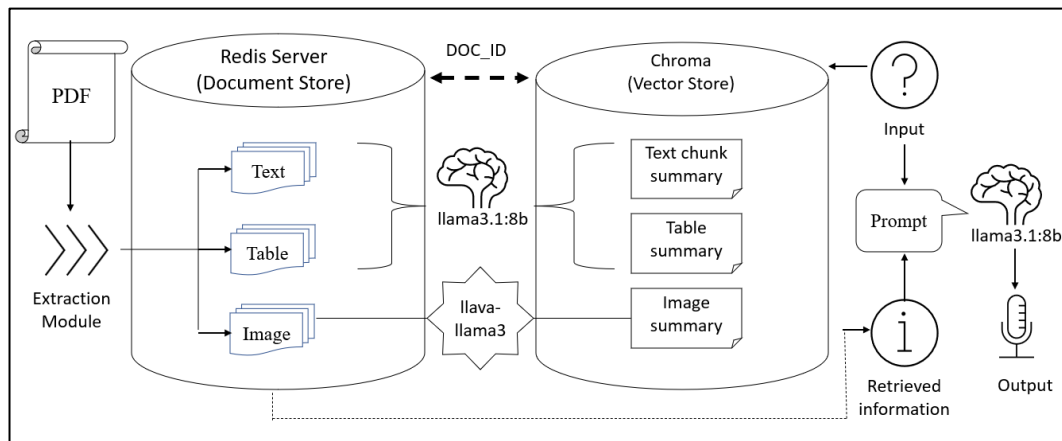 PDF
Extraction
Module
Redis Server
(Document Store)
Text
Table
Image
DOC_ID
llama3.1:8b
llava-
llama3
Chroma
(Vector Store)
Text chunk
summary
Table
summary
Image
summary
Input
Prompt
llama3.1:8b
Retrieved
information
Output